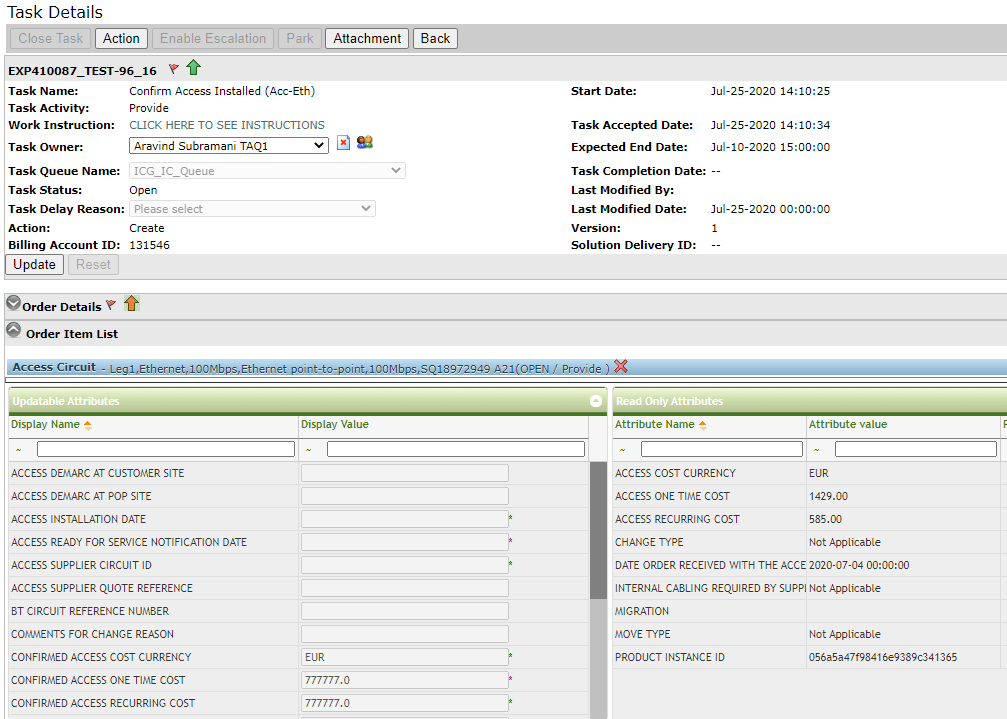 Task Details
Close Task Action Enable Escalation Park Attachment Back
EXP410087_TEST-96_16
Task Name: Confirm Access Installed (Acc-Eth) Start Date: Jul-25-2020 14:10:25
Task Activity: Provide
Work Instruction: CLICK HERE TO SEE INSTRUCTIONS Task Accepted Date: Jul-25-2020 14:10:34
Task Owner: Aravind Subramani TAQ1 Expected End Date: Jul-10-2020 15:00:00
Task Queue Name: ICG_IC_Queue Task Completion Date: --
Task Status: Open Last Modified By:
Task Delay Reason: Please select Last Modified Date: Jul-25-2020 00:00:00
Action: Create Version: 1
Billing Account ID: 131546 Solution Delivery ID: --
Update Reset
Order Details
Order Item List
Access Circuit - Leg1,Ethernet,100Mbps,Ethernet point-to-point,100Mbps,SQ18972949 A21(OPEN / Provide )
Updatable Attributes Read Only Attributes
Display Name Display Value Attribute Name Attribute value
~ ~ ~ ~
ACCESS DEMARC AT CUSTOMER SITE ACCESS COST CURRENCY EUR
ACCESS DEMARC AT POP SITE ACCESS ONE TIME COST 1429.00
ACCESS INSTALLATION DATE * ACCESS RECURRING COST 585.00
ACCESS READY FOR SERVICE NOTIFICATION DATE * CHANGE TYPE Not Applicable
ACCESS SUPPLIER CIRCUIT ID * DATE ORDER RECEIVED WITH THE ACCE 2020-07-04 00:00:00
ACCESS SUPPLIER QUOTE REFERENCE INTERNAL CABLING REQUIRED BY SUPPI Not Applicable
BT CIRCUIT REFERENCE NUMBER MIGRATION
COMMENTS FOR CHANGE REASON MOVE TYPE Not Applicable
CONFIRMED ACCESS COST CURRENCY EUR * PRODUCT INSTANCE ID 056a5a47f98416e9389c341365
CONFIRMED ACCESS ONE TIME COST 777777.0 *
CONFIRMED ACCESS RECURRING COST 777777.0 *